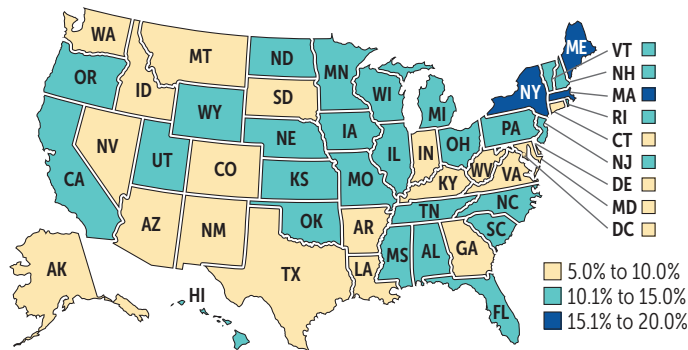 WA
MT
ND
MN
ME
VT
OR
ID
SD
WI
NY
NH
WY
MI
MA
NE
IA
PA
RI
NV
UT
CO
IL
IN
OH
CT
CA
KS
MO
WV
VA
NJ
KY
DE
AZ
NM
OK
AR
TN
NC
MD
SC
DC
MS
AL
GA
AK
TX
LA
HI
FL
5.0% to 10.0%
10.1% to 15.0%
15.1% to 20.0%